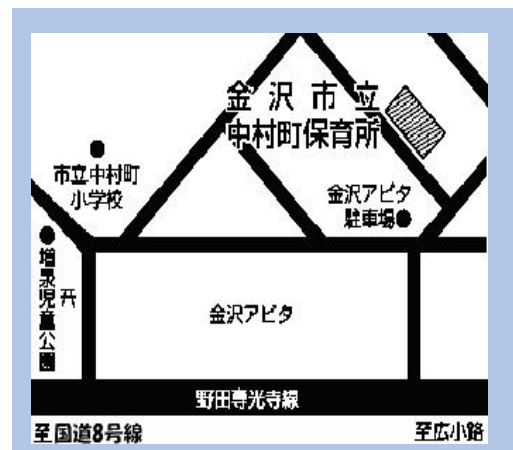 金沢市立
中村町保育所
市立中村町
小学校
金沢アピタ
駐車場
増泉児童公園
金沢アピタ
野田専光寺線
至国道8号線
至広小路